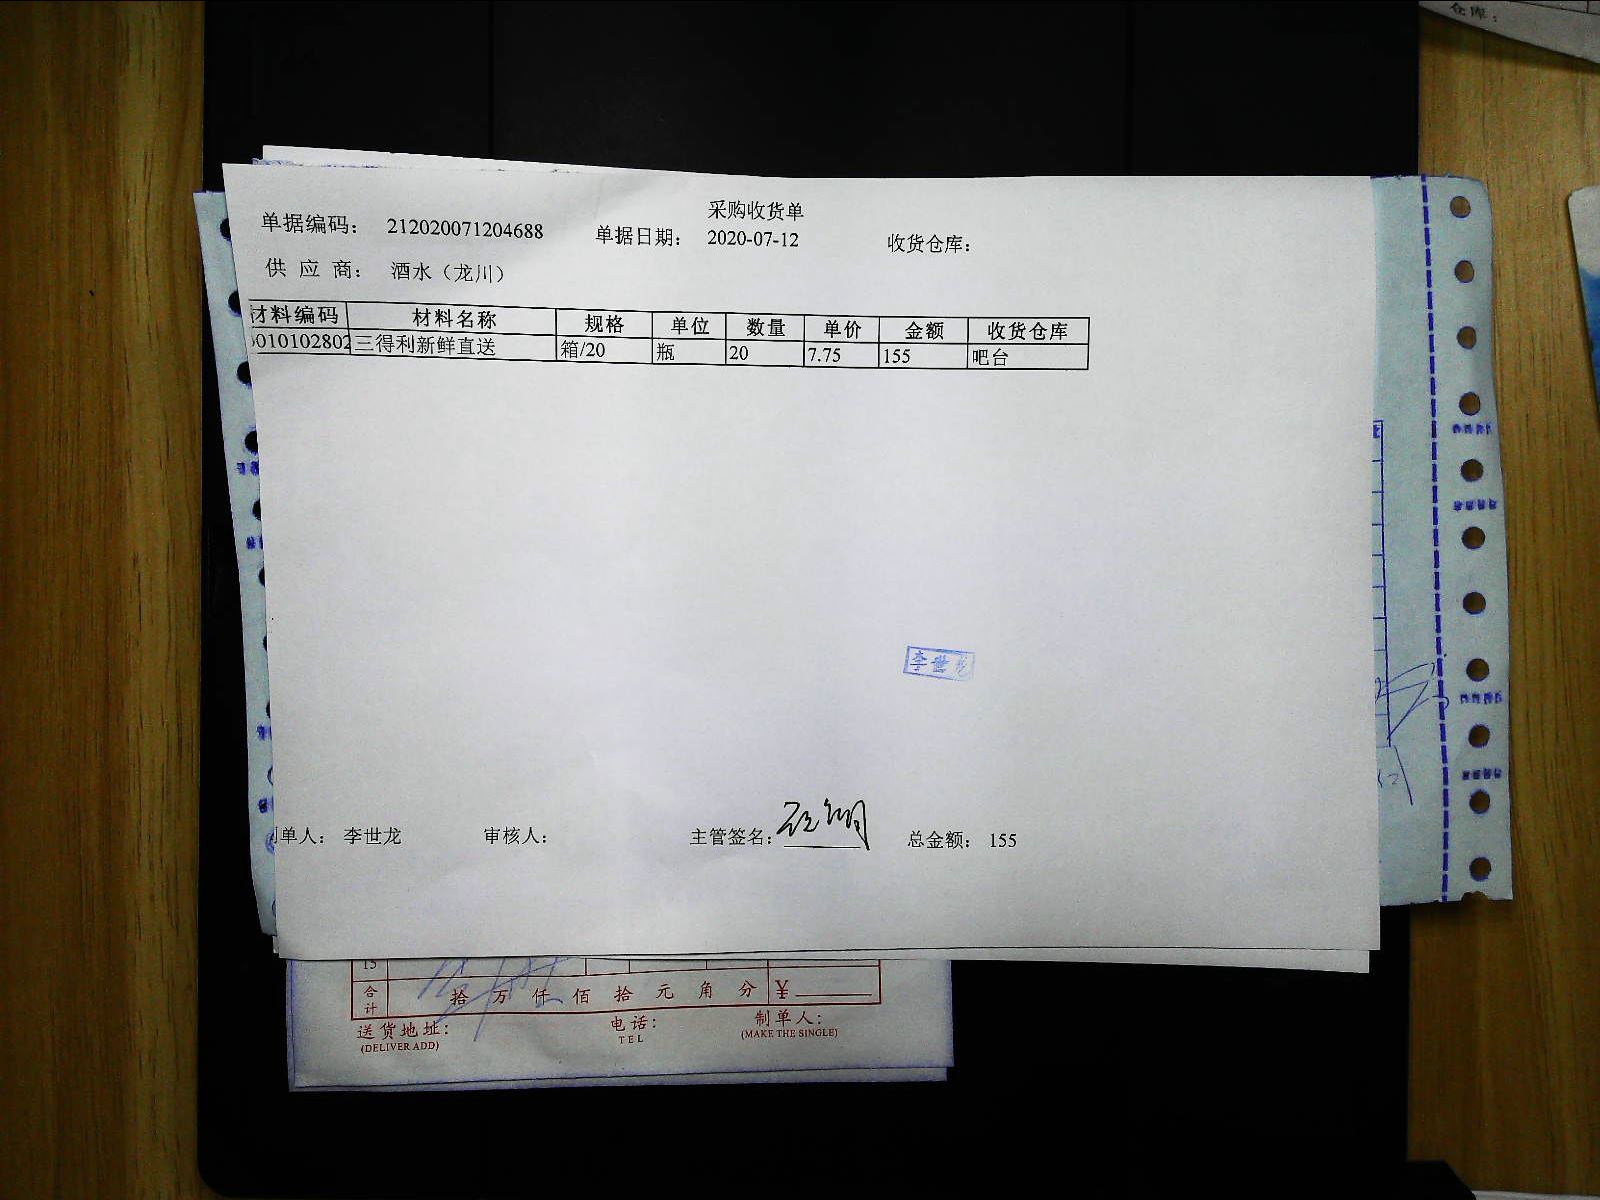 仓库：
采购收货单
单据编码： 212020071204688 单据日期： 2020-07-12 收货仓库：
供 应 商： 酒水（龙川）
材料编码 材料名称 规格 单位 数量 单价 金额 收货仓库
010102802 三得利新鲜直送 箱/20 瓶 20 7.75 155 吧台
李世龙
单人： 李世龙 审核人： 主管签名： 总金额： 155
15
合计 拾 万 仟 佰 拾 元 角 分 ¥
送货地址： 电话： 制单人：
(DELIVER ADD) TEL (MAKE THE SINGLE)